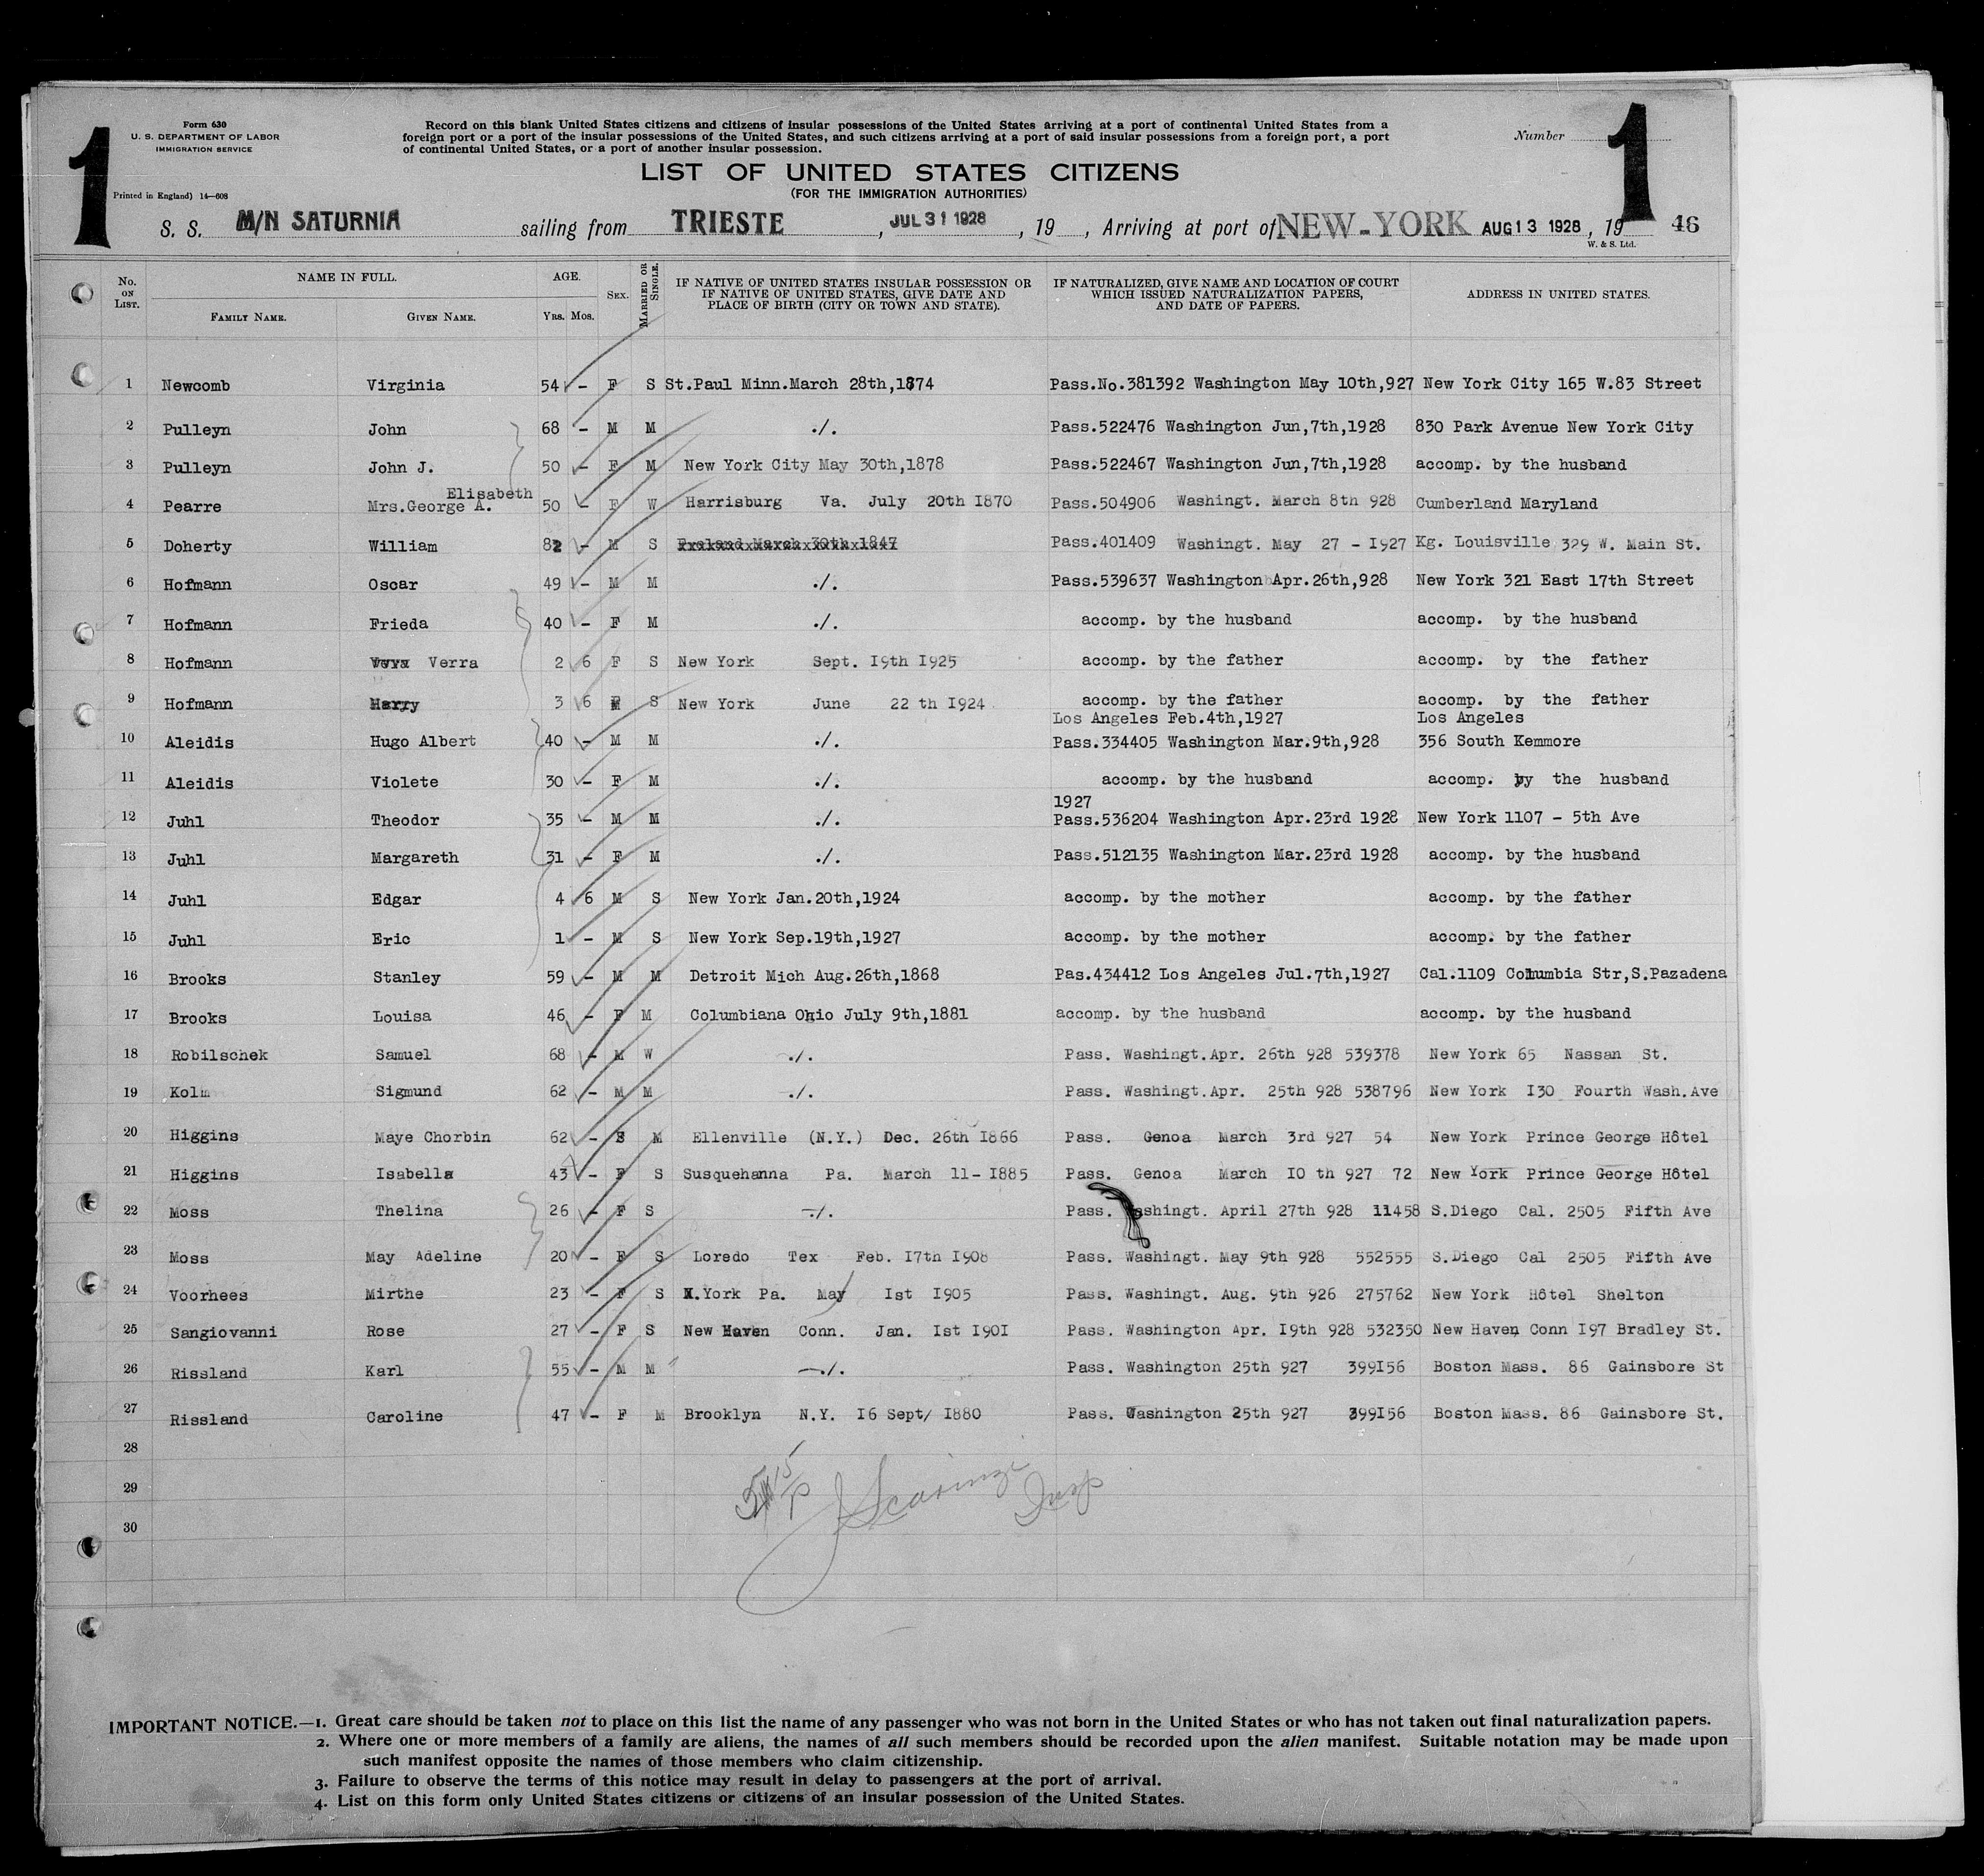 1
Form 630
U. S. DEPARTMENT OF LABOR
IMMIGRATION SERVICE
Printed in England) 14—608
Record on this blank United States citizens and citizens of insular possessions of the United States arriving at a port of continental United States from a
foreign port or a port of the insular possessions of the United States, and such citizens arriving at a port of said insular possessions from a foreign port, a port
of continental United States, or a port of another insular possession.
Number
1
LIST OF UNITED STATES CITIZENS
(FOR THE IMMIGRATION AUTHORITIES)
S. S. M/N SATURNIA sailing from TRIESTE, JUL 31 1928, 19 , Arriving at port of NEW-YORK AUG 13 1928, 19 46
W. & S. Ltd.
No. ON LIST. NAME IN FULL. FAMILY NAME. GIVEN NAME. AGE. Yrs. Mos. SEX. MARRIED OR SINGLE. IF NATIVE OF UNITED STATES INSULAR POSSESSION OR IF NATIVE OF UNITED STATES, GIVE DATE AND PLACE OF BIRTH (CITY OR TOWN AND STATE). IF NATURALIZED, GIVE NAME AND LOCATION OF COURT WHICH ISSUED NATURALIZATION PAPERS, AND DATE OF PAPERS. ADDRESS IN UNITED STATES.
1 Newcomb Virginia 54 - F S St.Paul Minn.March 28th,1874 Pass.No.381392 Washington May 10th,927 New York City 165 W.83 Street
2 Pulleyn John 68 - M M ./. Pass.522476 Washington Jun,7th,1928 830 Park Avenue New York City
3 Pulleyn John J. 50 - F M New York City May 30th,1878 Pass.522467 Washington Jun,7th,1928 accomp. by the husband
Elisabeth
4 Pearre Mrs.George A. 50 - F W Harrisburg Va. July 20th I870 Pass.504906 Washingt. March 8th 928 Cumberland Maryland
5 Doherty William 82 - M S Pass.401409 Washingt. May 27 - I927 Kg. Louisville 329 W. Main St.
6 Hofmann Oscar 49 - M M ./. Pass.539637 Washington Apr.26th,928 New York 321 East 17th Street
7 Hofmann Frieda 40 - F M ./. accomp. by the husband accomp. by the husband
8 Hofmann Verra 2 6 F S New York Sept. I9th I925 accomp. by the father accomp. by the father
9 Hofmann Harry 3 6 M S New York June 22 th I924 accomp. by the father accomp. by the father
Los Angeles Feb.4th,1927 Los Angeles
10 Aleidis Hugo Albert 40 - M M ./. Pass.334405 Washington Mar.9th,928 356 South Kemmore
11 Aleidis Violete 30 - F M ./. accomp. by the husband accomp. by the husband
1927
12 Juhl Theodor 35 - M M ./. Pass.536204 Washington Apr.23rd 1928 New York 1107 - 5th Ave
13 Juhl Margareth 31 - F M ./. Pass.512135 Washington Mar.23rd 1928 accomp. by the husband
14 Juhl Edgar 4 6 M S New York Jan.20th,1924 accomp. by the mother accomp. by the father
15 Juhl Eric 1 - M S New York Sep.19th,1927 accomp. by the mother accomp. by the father
16 Brooks Stanley 59 - M M Detroit Mich Aug.26th,1868 Pas.434412 Los Angeles Jul.7th,1927 Cal.1109 Columbia Str,S.Pazadena
17 Brooks Louisa 46 - F M Columbiana Ohio July 9th,1881 accomp. by the husband accomp. by the husband
18 Robilschek Samuel 68 - M W ./. Pass. Washingt.Apr. 26th 928 539378 New York 65 Nassan St.
19 Kolm Sigmund 62 - M M -./. Pass. Washingt.Apr. 25th 928 538796 New York I30 Fourth Wash.Ave
20 Higgins Maye Chorbin 62 - M Ellenville (N.Y.) Dec. 26th I866 Pass. Genoa March 3rd 927 54 New York Prince George Hôtel
21 Higgins Isabella 43 - F S Susquehanna Pa. March 11- I885 Pass. Genoa March I0 th 927 72 New York Prince George Hôtel
22 Moss Thelina 26 - F S -./. Pass. Washingt. April 27th 928 11458 S.Diego Cal. 2505 Fifth Ave
23 Moss May Adeline 20 - F S Loredo Tex Feb. I7th I908 Pass. Washingt. May 9th 928 552555 S.Diego Cal 2505 Fifth Ave
24 Voorhees Mirthe 23 - F S N.York Pa. May Ist I905 Pass. Washingt. Aug. 9th 926 275762 New York Hôtel Shelton
25 Sangiovanni Rose 27 - F S New Haven Conn. Jan. Ist I90I Pass. Washington Apr. I9th 928 532350 New Haven Conn I97 Bradley St.
26 Rissland Karl 55 - M M —./. Pass. Washington 25th 927 399I56 Boston Mass. 86 Gainsbore St
27 Rissland Caroline 47 - F M Brooklyn N.Y. I6 Sept/ I880 Pass. Washington 25th 927 399I56 Boston Mass. 86 Gainsbore St.
28
29
30
Insp
IMPORTANT NOTICE.—1. Great care should be taken not to place on this list the name of any passenger who was not born in the United States or who has not taken out final naturalization papers.
2. Where one or more members of a family are aliens, the names of all such members should be recorded upon the alien manifest. Suitable notation may be made upon
such manifest opposite the names of those members who claim citizenship.
3. Failure to observe the terms of this notice may result in delay to passengers at the port of arrival.
4. List on this form only United States citizens or citizens of an insular possession of the United States.